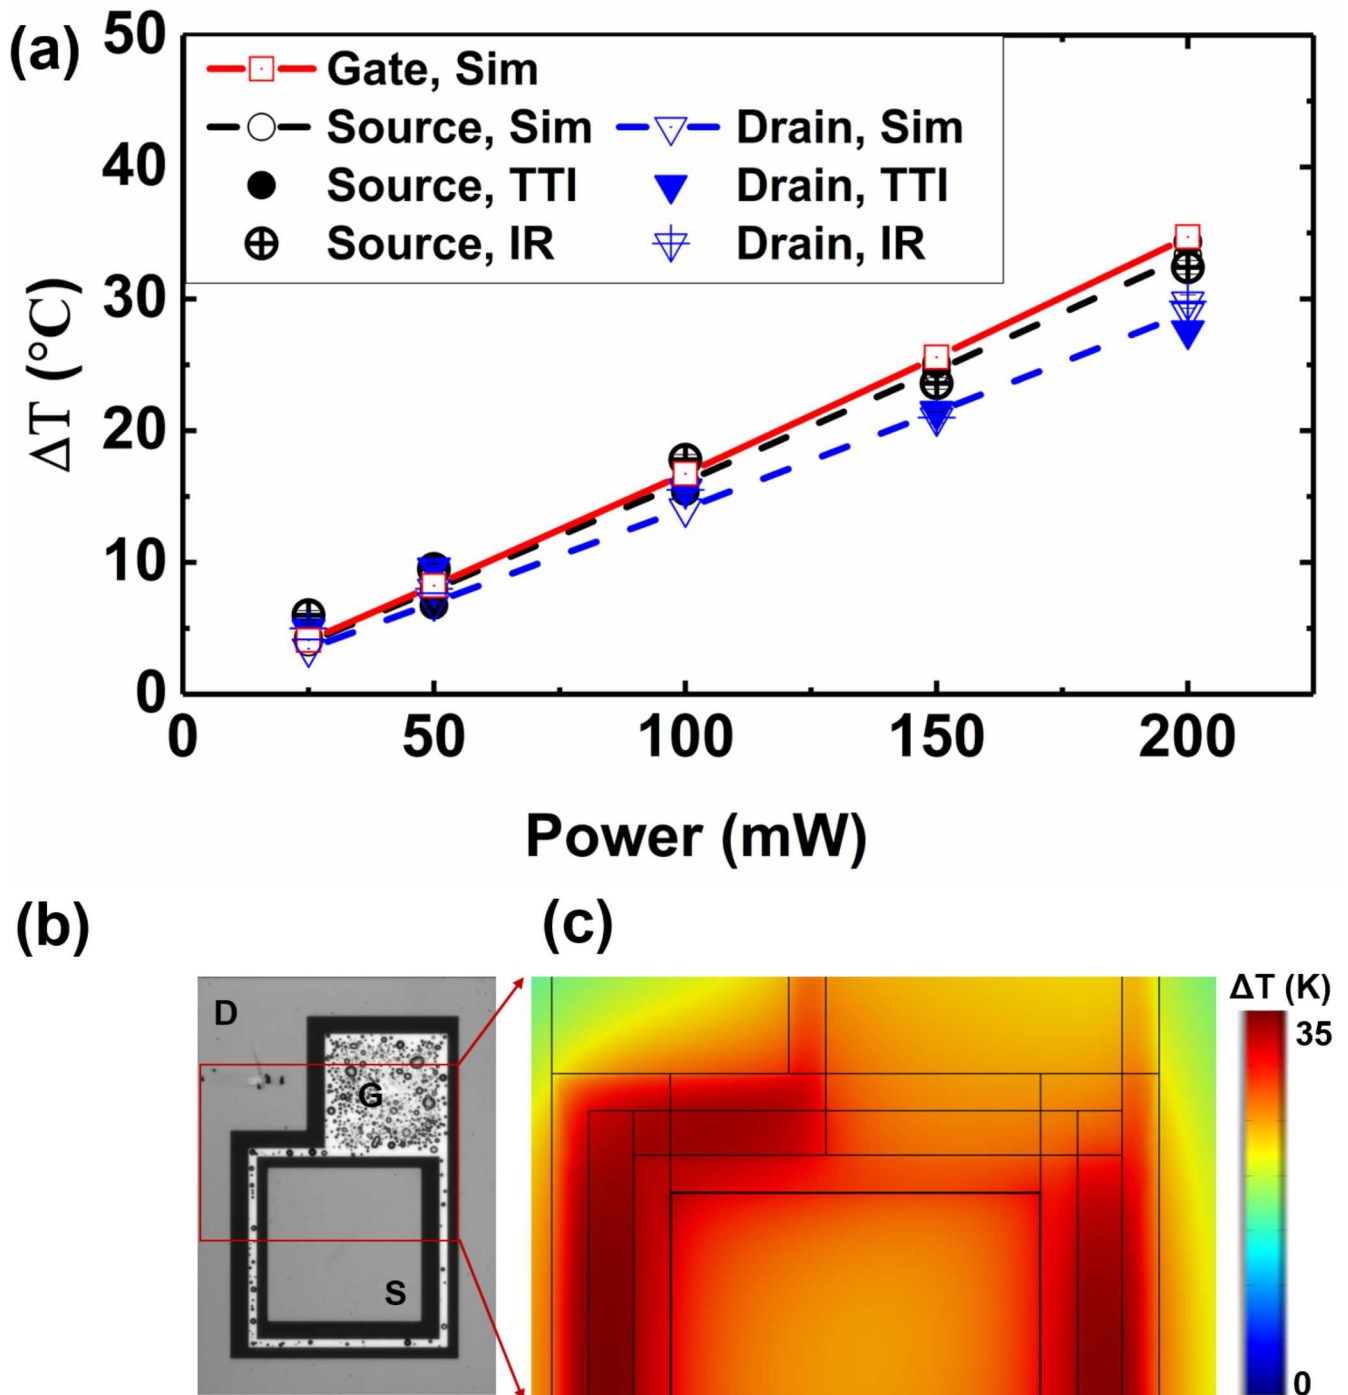 (a)
50
40
30
20
10
0
ΔT (°C)
Gate, Sim
Source, Sim
Drain, Sim
Source, TTI
Drain, TTI
Source, IR
Drain, IR
0 50 100 150 200
Power (mW)
(b)
D
G
S
(c)
ΔT (K)
35
0